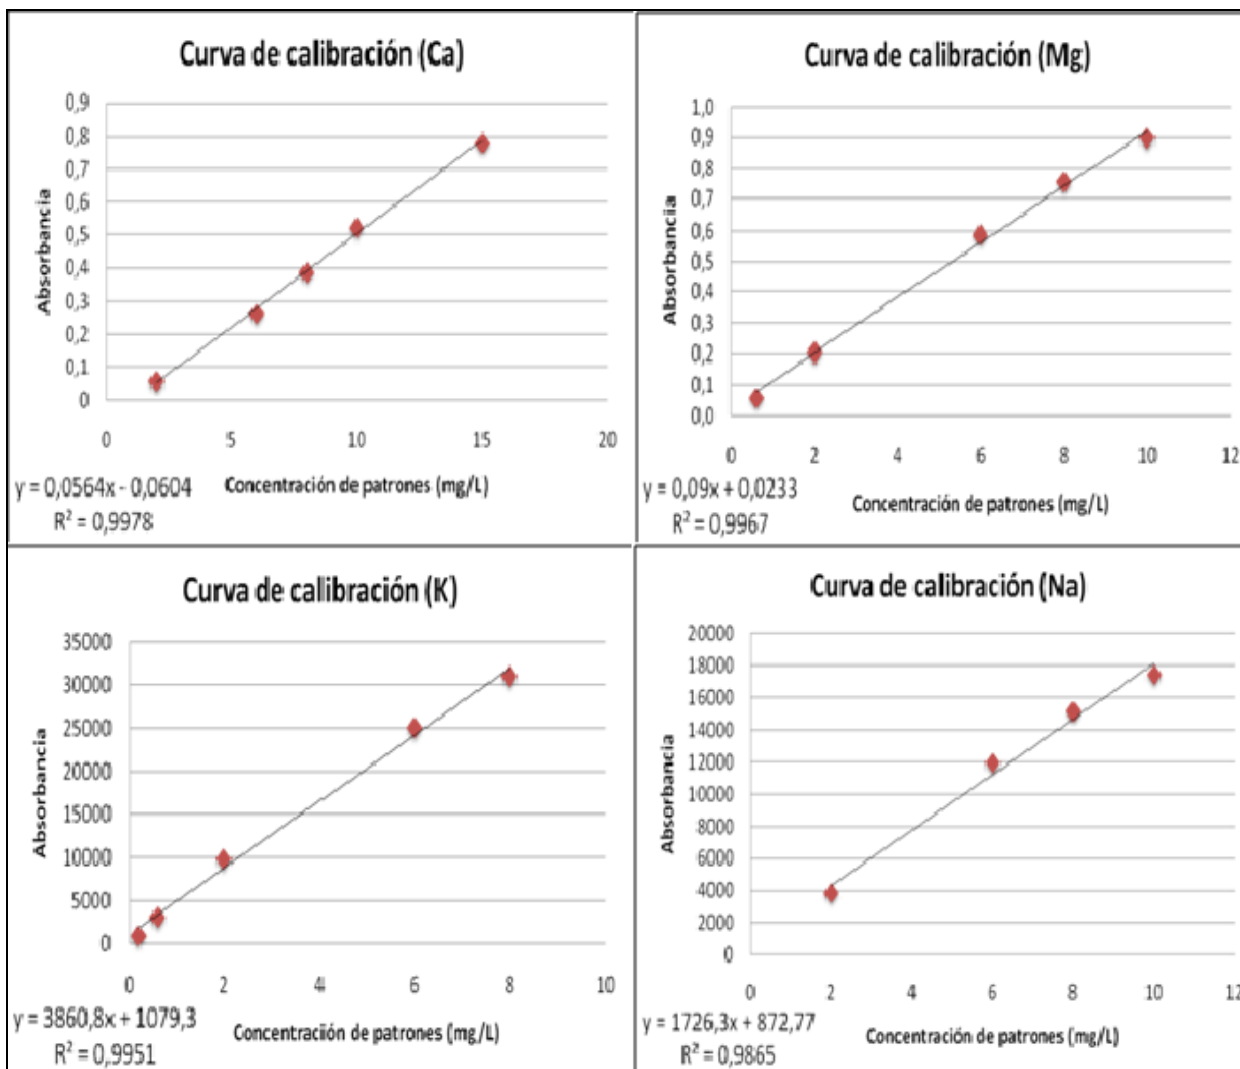 Curva de calibración (Ca)
0,9
0,8
0,7
0,6
0,5
0,4
0,3
0,2
0,1
0
Absorbancia
0 5 10 15 20
Concentración de patrones (mg/L)
y = 0,0564x - 0,0604
R² = 0,9978
Curva de calibración (Mg)
1,0
0,9
0,8
0,7
0,6
0,5
0,4
0,3
0,2
0,1
0,0
Absorbancia
0 2 4 6 8 10 12
Concentración de patrones (mg/L)
y = 0,09x + 0,0233
R² = 0,9967
Curva de calibración (K)
35000
30000
25000
20000
15000
10000
5000
0
Absorbancia
0 2 4 6 8 10
Concentración de patrones (mg/L)
y = 3860,8x + 1079,3
R² = 0,9951
Curva de calibración (Na)
20000
18000
16000
14000
12000
10000
8000
6000
4000
2000
0
Absorbancia
0 2 4 6 8 10 12
Concentración de patrones (mg/L)
y = 1726,3x + 872,77
R² = 0,9865